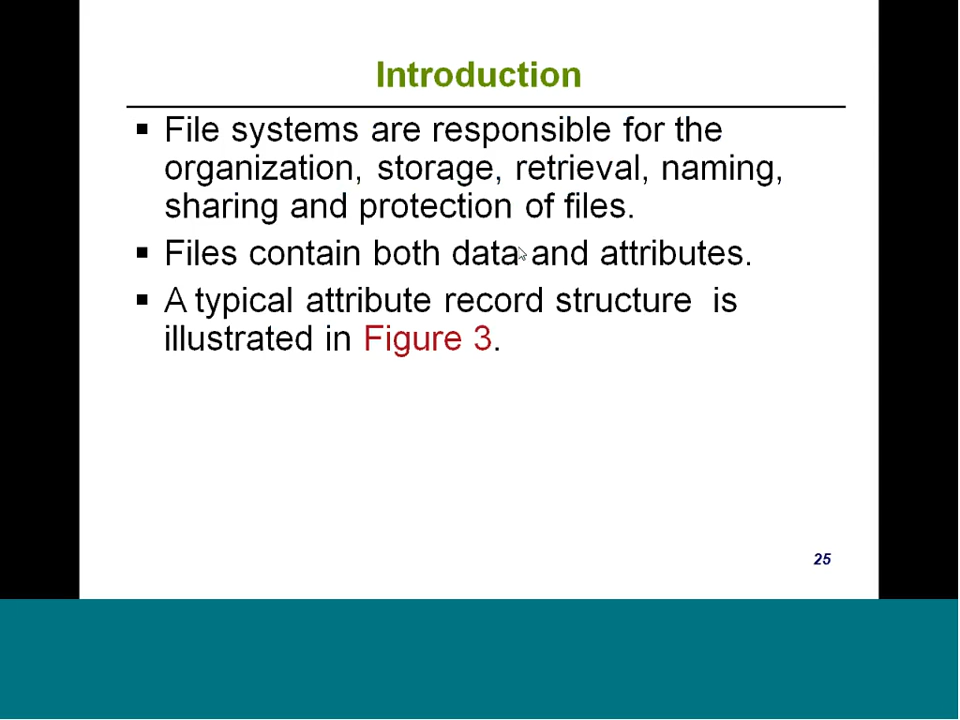 Introduction
▪ File systems are responsible for the
organization, storage, retrieval, naming,
sharing and protection of files.
▪ Files contain both data and attributes.
▪ A typical attribute record structure  is
illustrated in Figure 3.
25